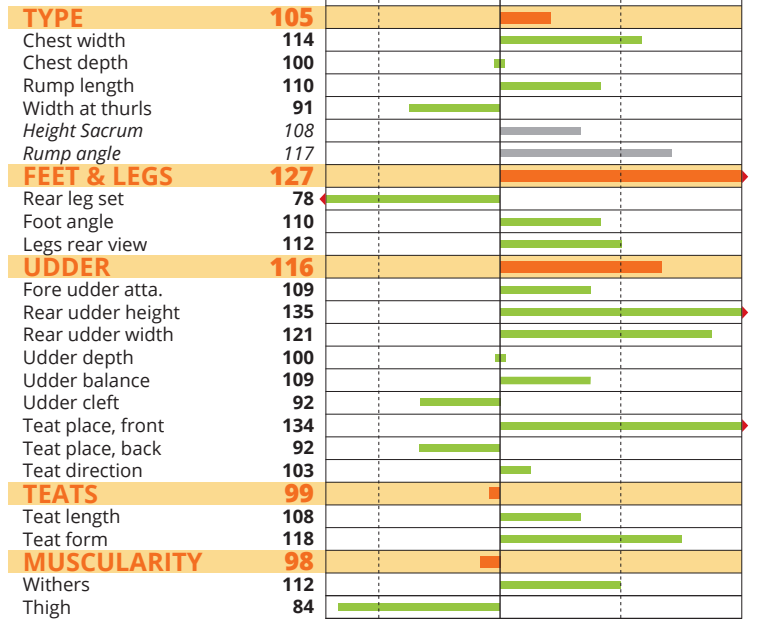 TYPE 105
Chest width 114
Chest depth 100
Rump length 110
Width at thurls 91
Height Sacrum 108
Rump angle 117
FEET & LEGS 127
Rear leg set 78
Foot angle 110
Legs rear view 112
UDDER 116
Fore udder atta. 109
Rear udder height 135
Rear udder width 121
Udder depth 100
Udder balance 109
Udder cleft 92
Teat place, front 134
Teat place, back 92
Teat direction 103
TEATS 99
Teat length 108
Teat form 118
MUSCULARITY 98
Withers 112
Thigh 84